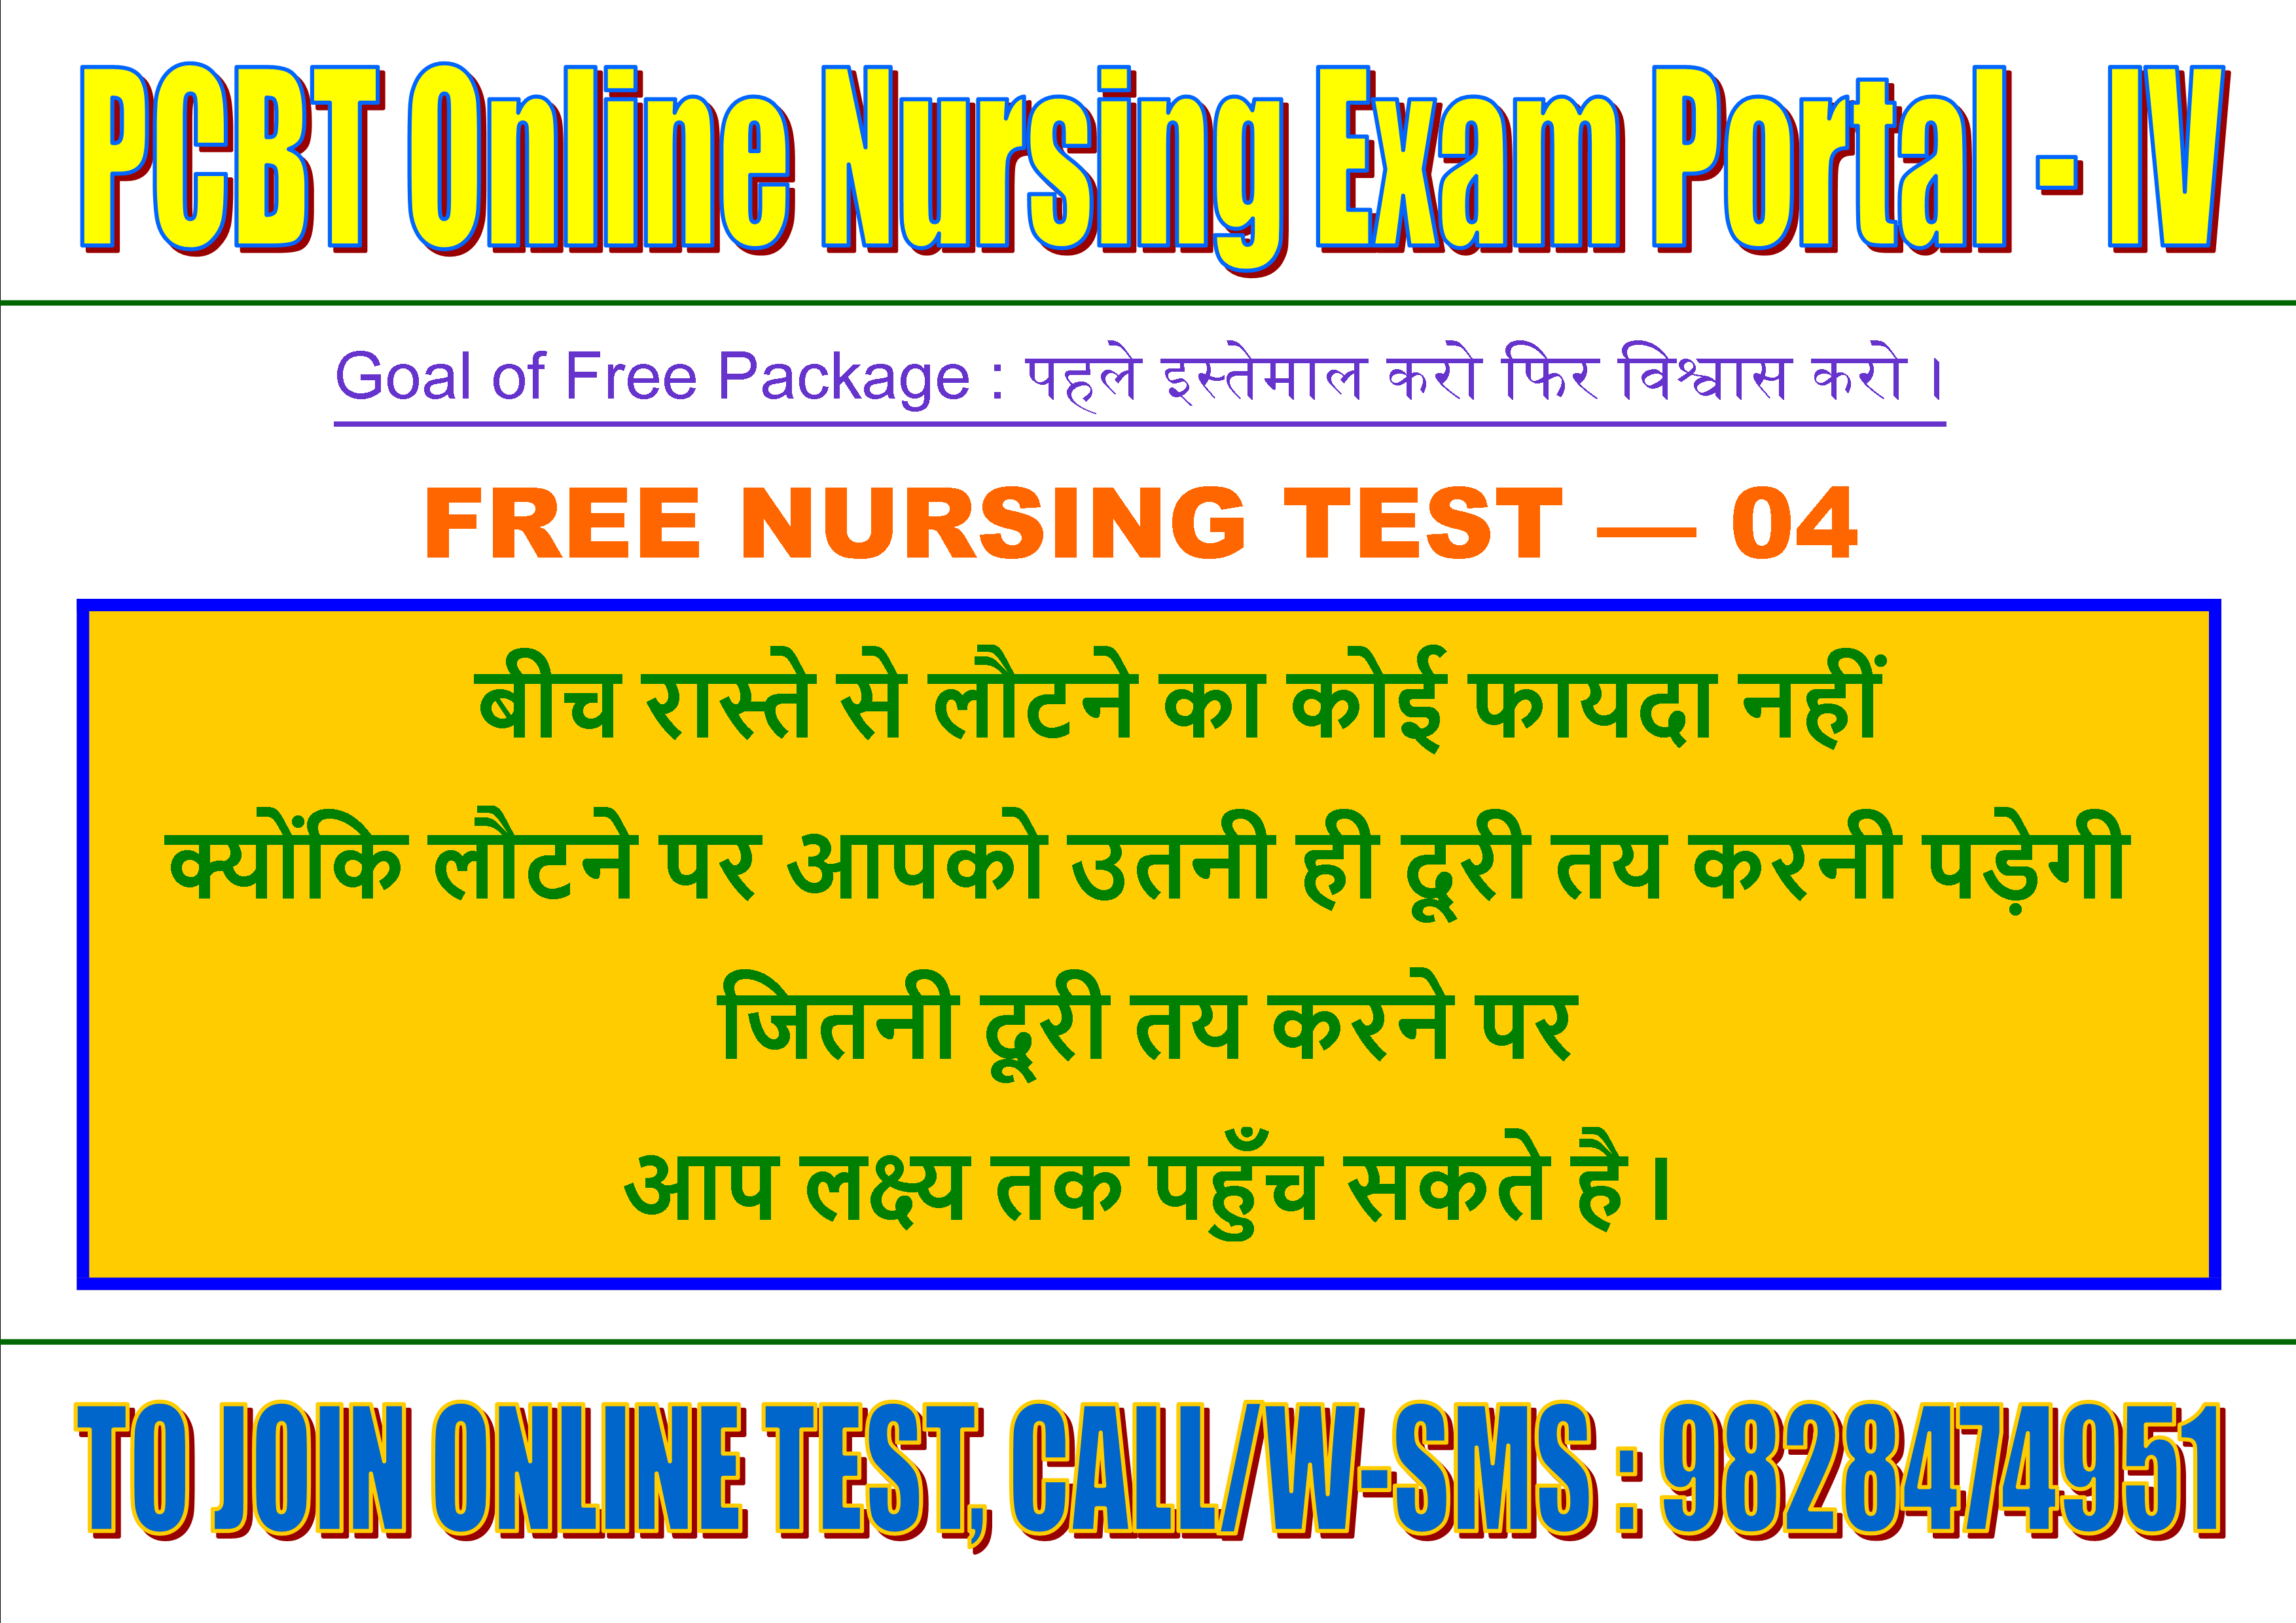 PCBT Online Nursing Exam Portal - IV
Goal of Free Package : पहले इस्तेमाल करो फिर विश्वास करो ।
FREE NURSING TEST — 04
बीच रास्ते से लौटने का कोई फायदा नहीं
क्योंकि लौटने पर आपको उतनी ही दूरी तय करनी पड़ेगी
जितनी दूरी तय करने पर
आप लक्ष्य तक पहुँच सकते है ।
TO JOIN ONLINE TEST, CALL/W-SMS : 9828474951